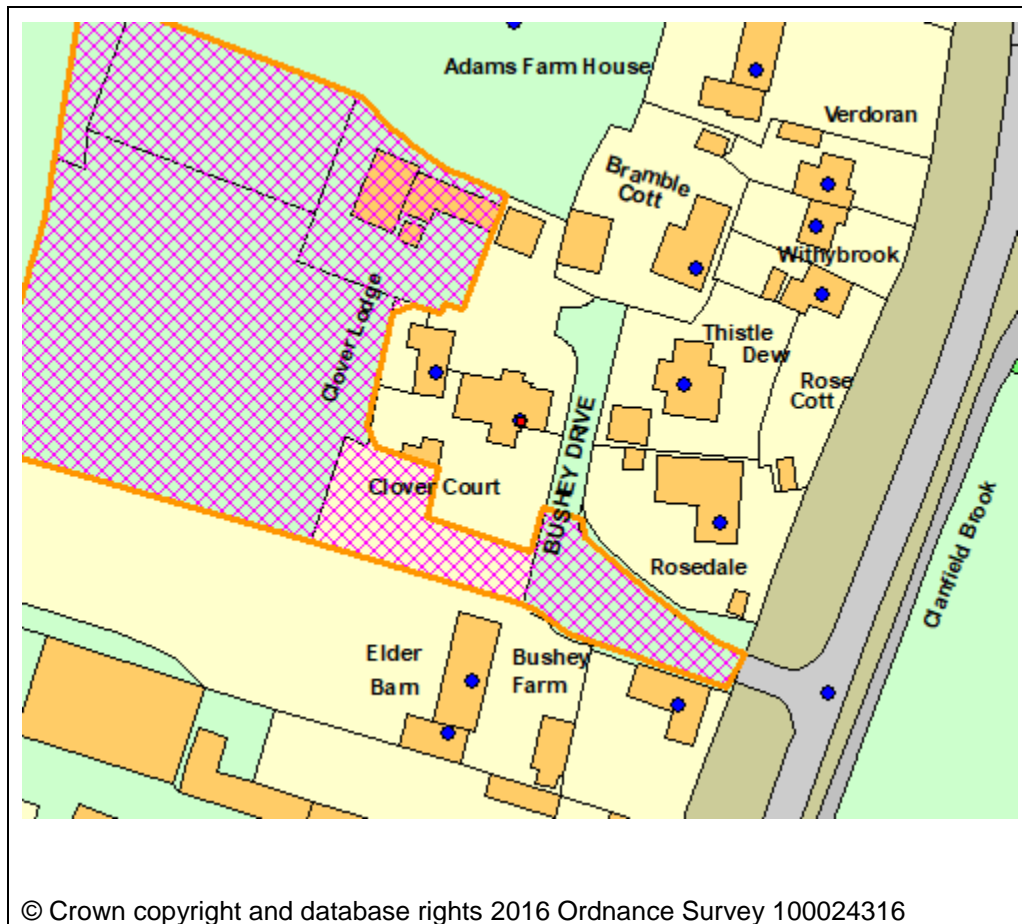 Adams Farm House
Verdoran
Bramble
Cott
Withybrook
Clover Lodge
Thistle
Dew
Rose
Cott
BUSHEY DRIVE
Clover Court
Clanfield Brook
Rosedale
Elder
Barn
Bushey
Farm
© Crown copyright and database rights 2016 Ordnance Survey 100024316